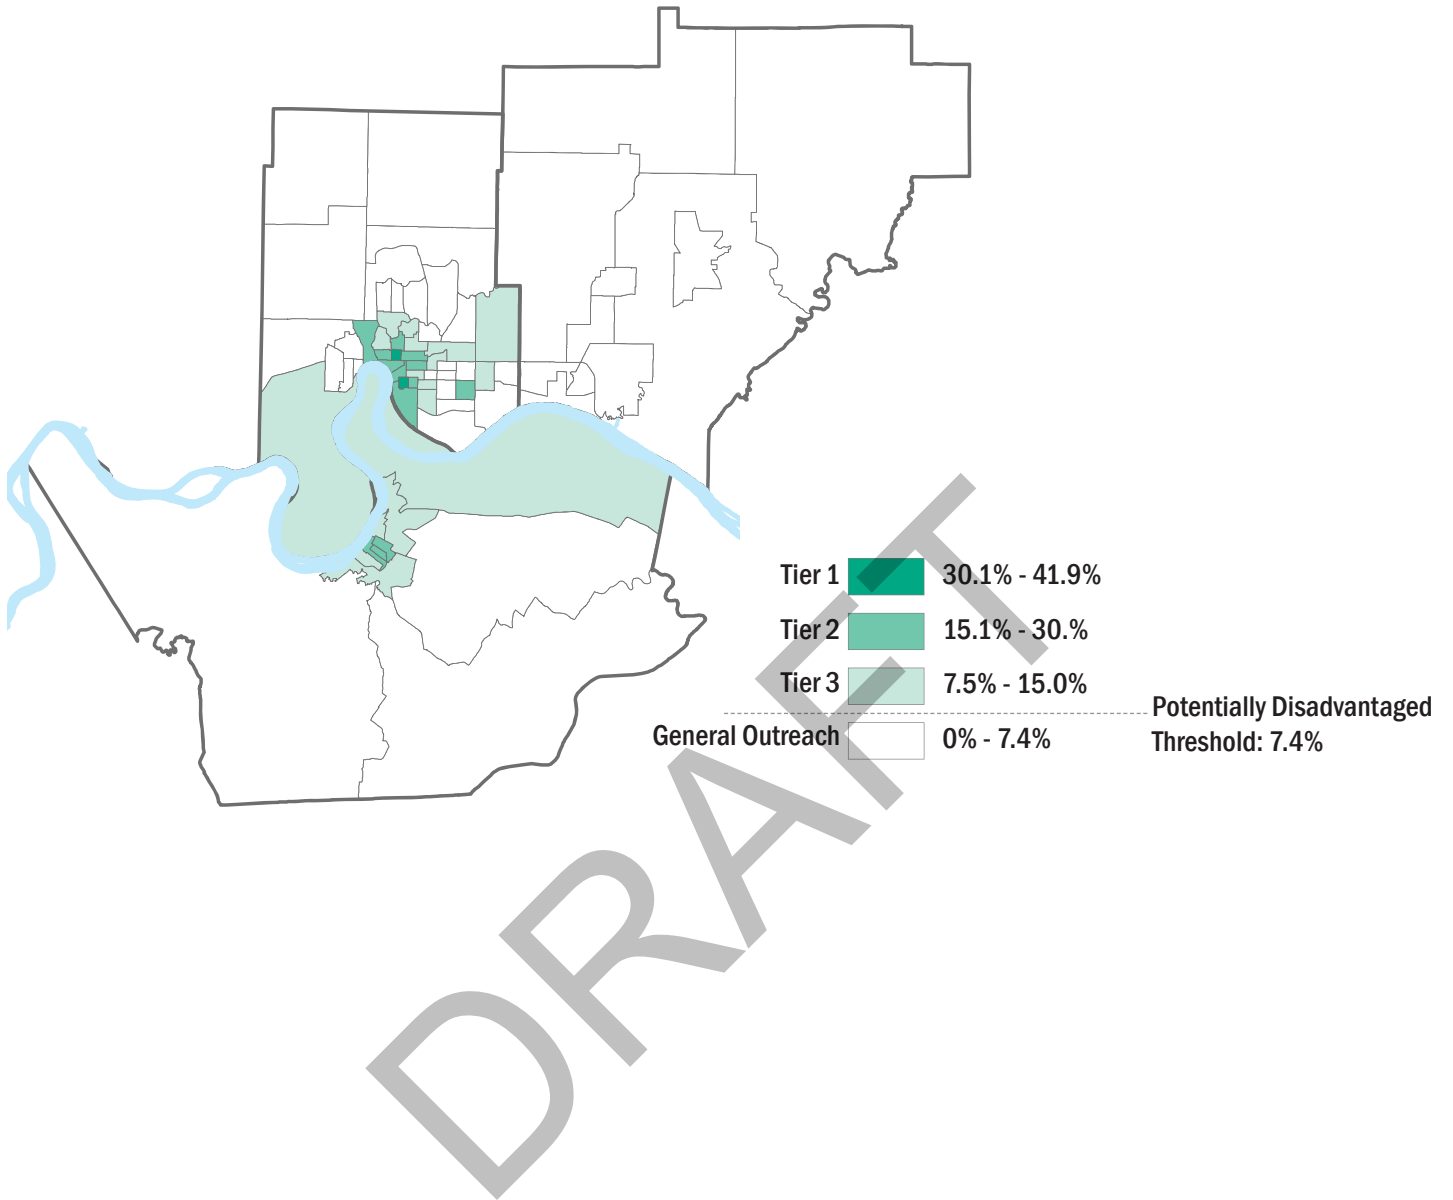 Tier 1 30.1% - 41.9%
Tier 2 15.1% - 30.%
Tier 3 7.5% - 15.0%
General Outreach 0% - 7.4%
Potentially Disadvantaged
Threshold: 7.4%
DRAFT